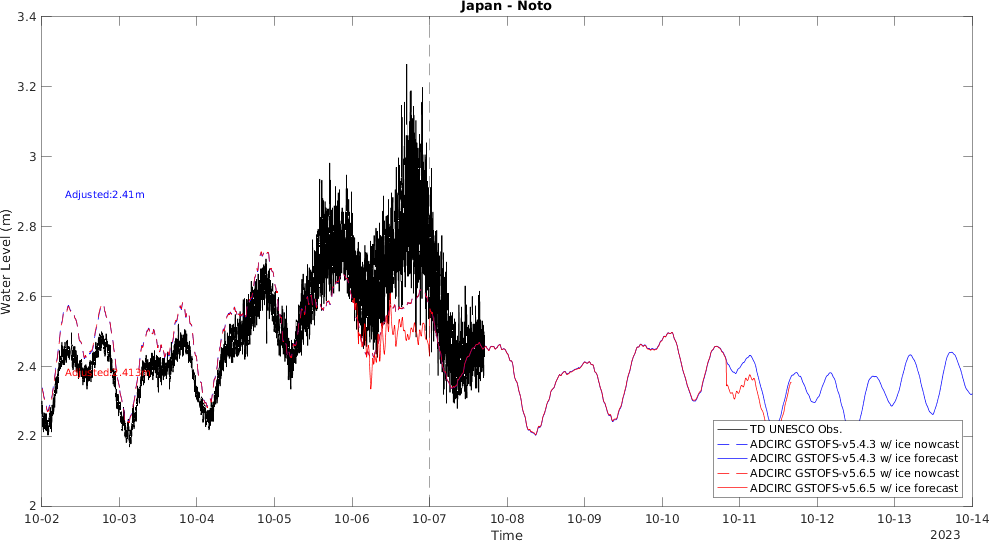 Japan - Noto
3.4
3.2
3
2.8
2.6
2.4
2.2
2
Water Level (m)
Adjusted:2.41m
Adjusted:2.413
10-02 10-03 10-04 10-05 10-06 10-07 10-08 10-09 10-10 10-11 10-12 10-13 10-14
Time
2023
TD UNESCO Obs.
ADCIRC GSTOFS-v5.4.3 w/ ice nowcast
ADCIRC GSTOFS-v5.4.3 w/ ice forecast
ADCIRC GSTOFS-v5.6.5 w/ ice nowcast
ADCIRC GSTOFS-v5.6.5 w/ ice forecast